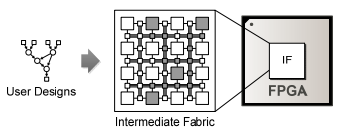 IF
FPGA
User Designs
Intermediate Fabric